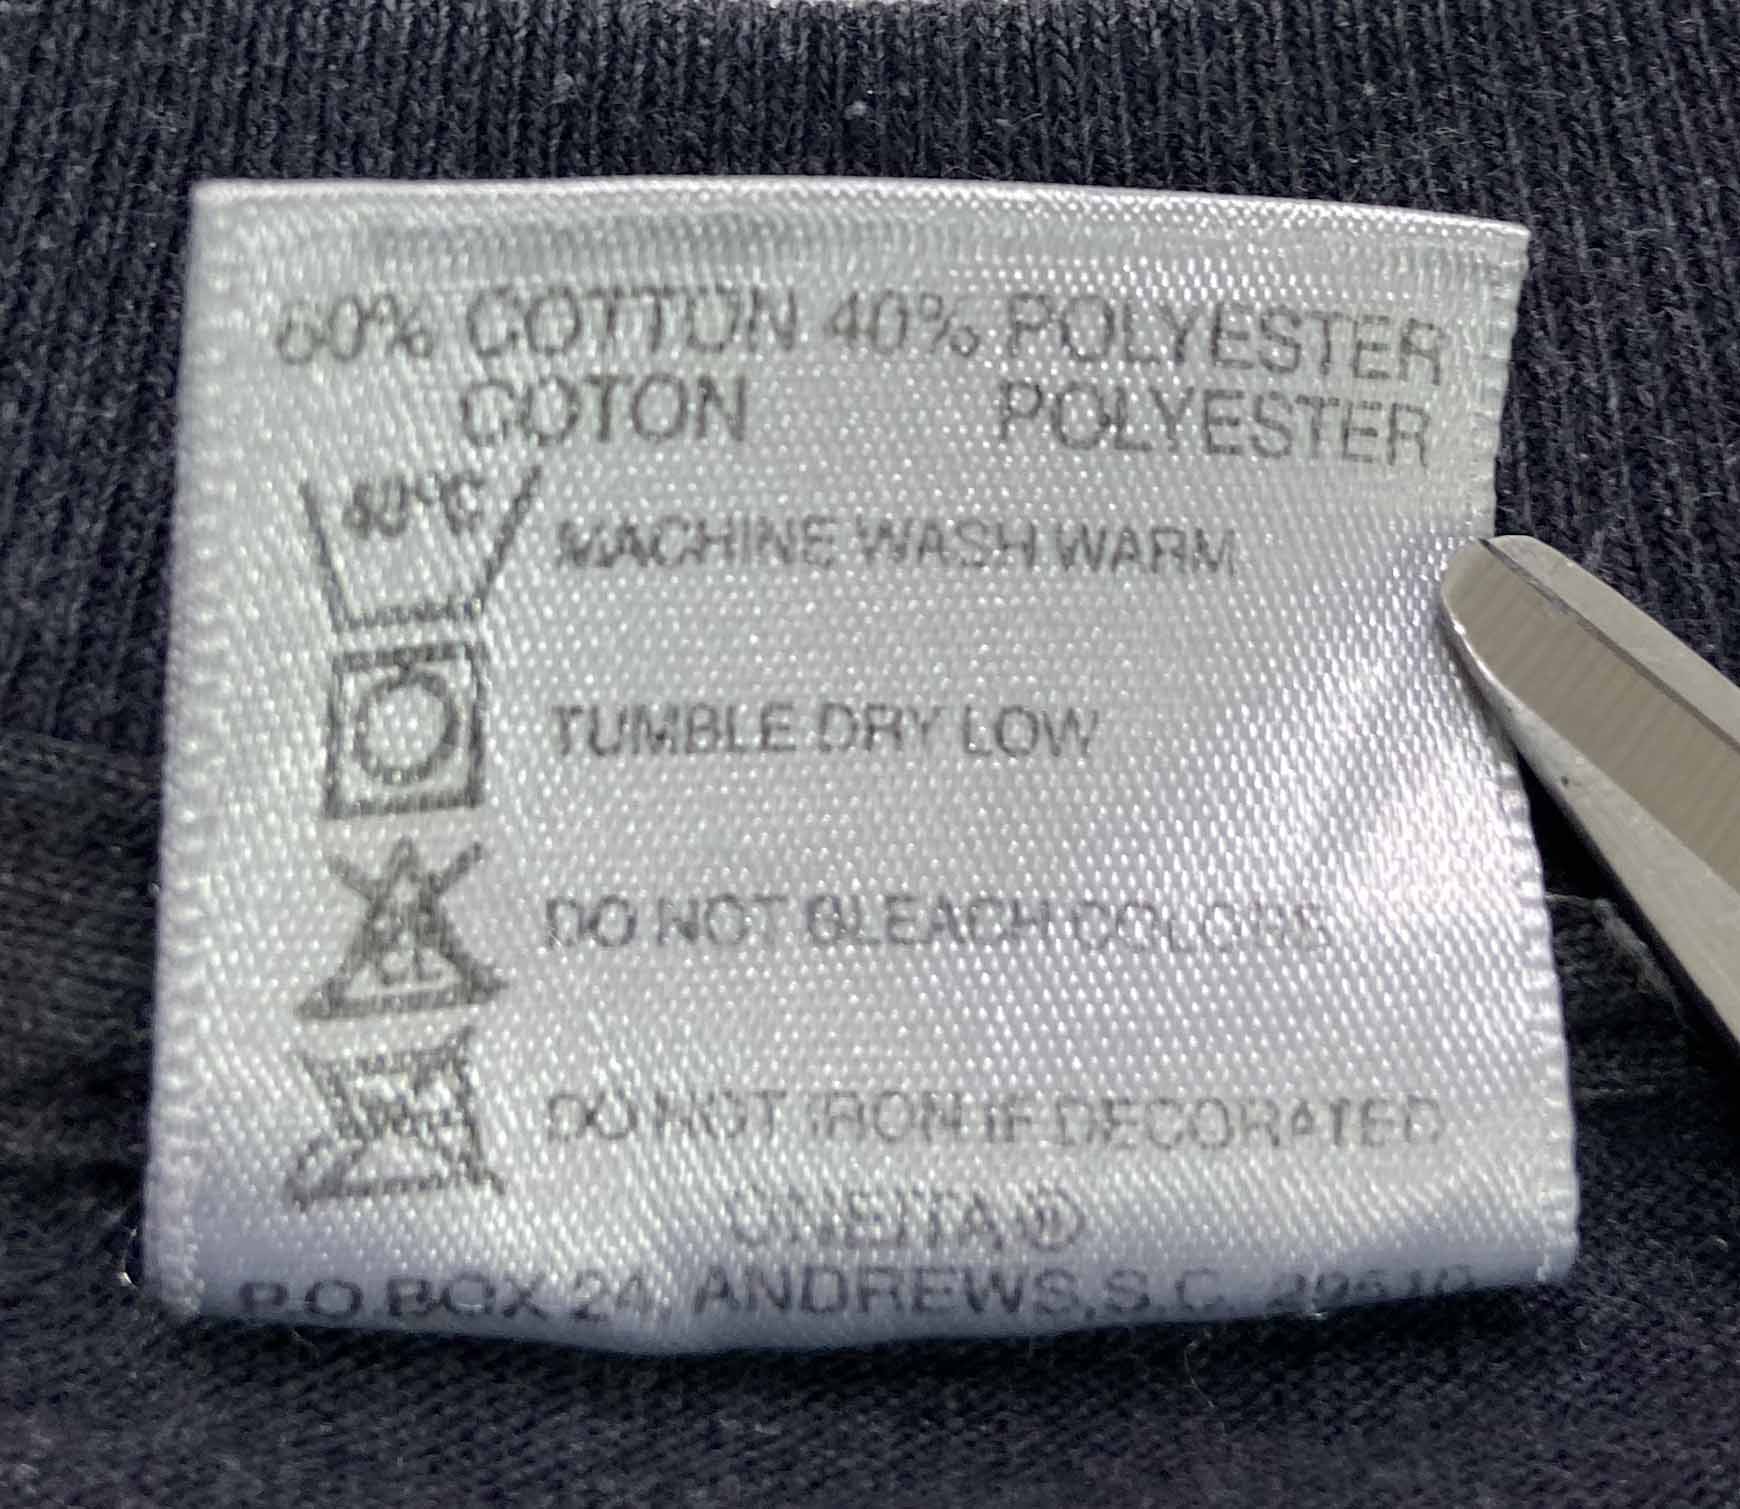 60% COTTON 40% POLYESTER
COTON POLYESTER
MACHINE WASH WARM
TUMBLE DRY LOW
DO NOT BLEACH COLORS
DO NOT IRON IF DECORATED
ONEITA ®
P.O BOX 24, ANDREWS, S.C.